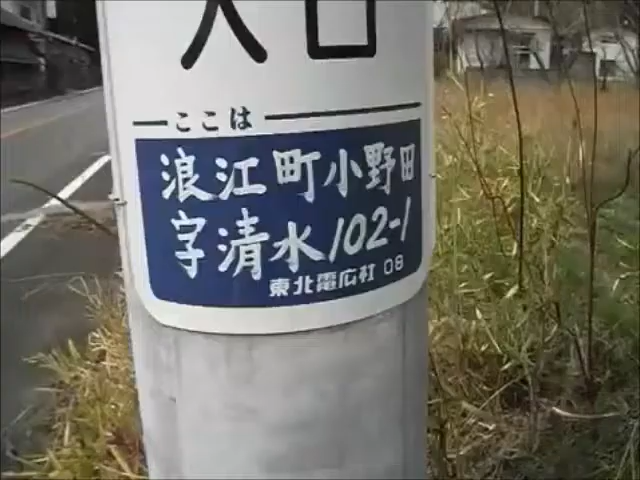 入口
ここは
浪江町小野田
字清水102-1
東北電広社 08